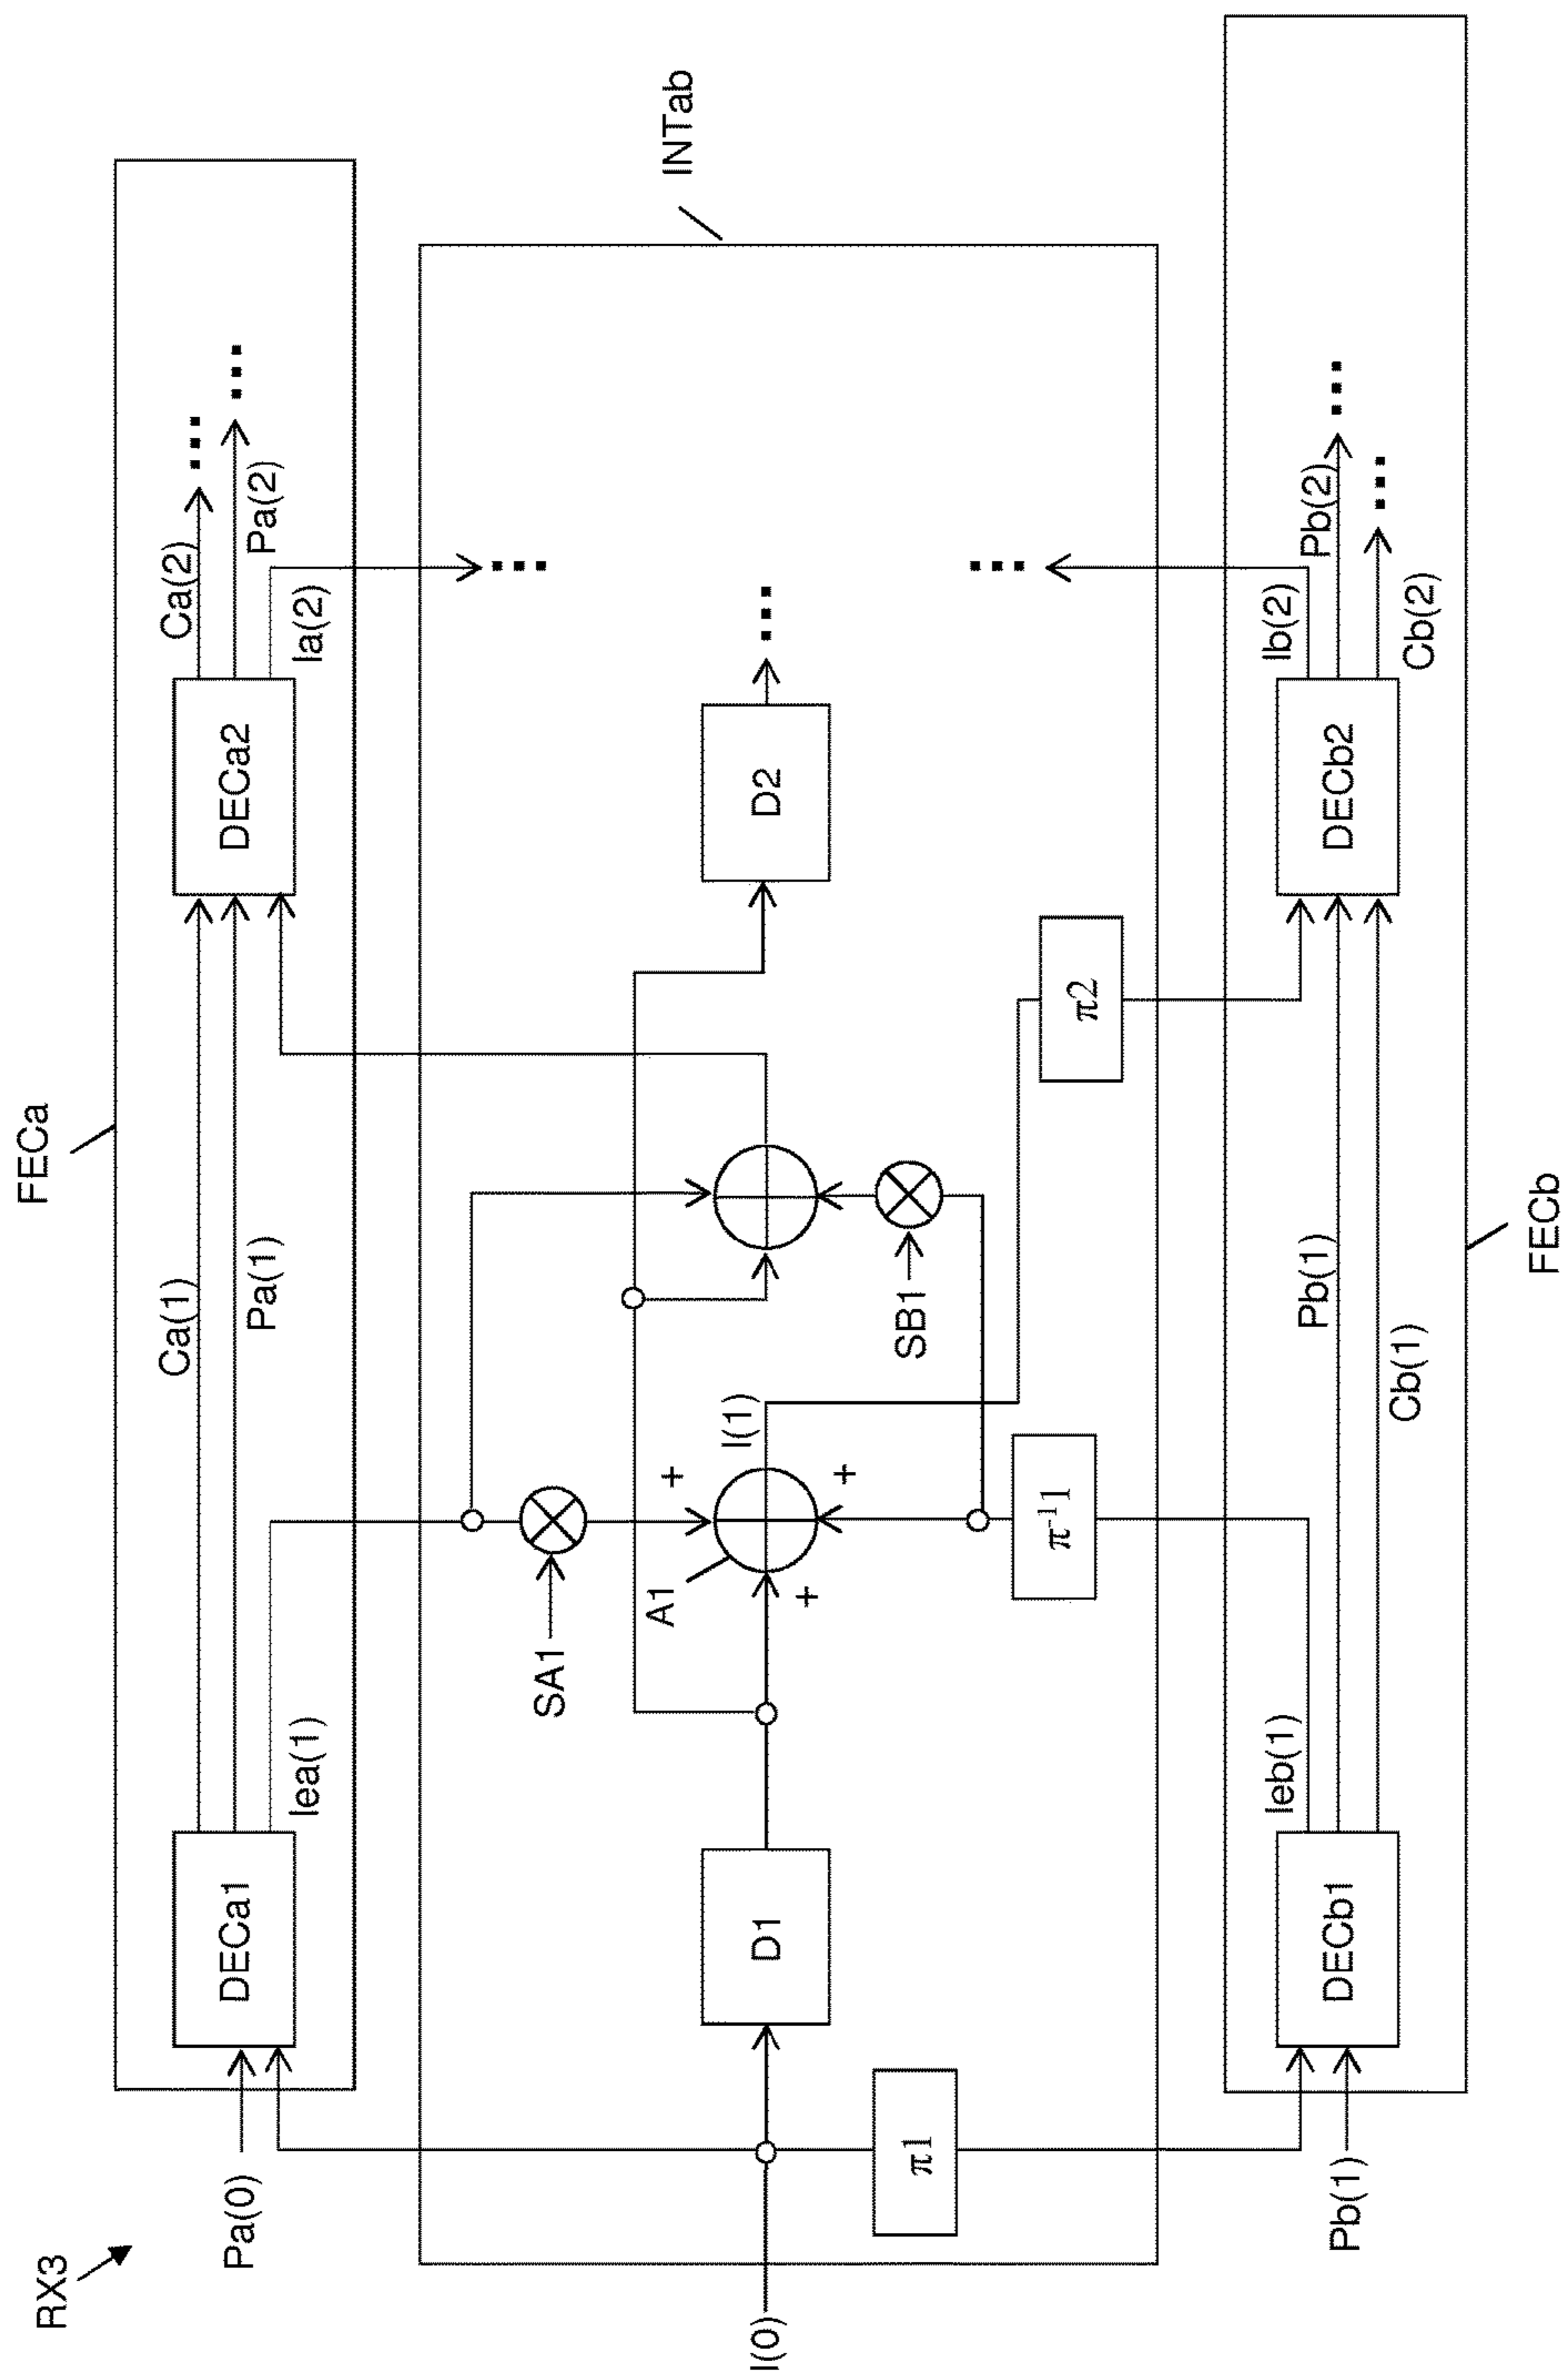 RX3
FECa
INTab
Pa(0)
DECa1
Ca(1)
Pa(1)
Iea(1)
DECa2
Ca(2)
Pa(2)
Ia(2)
SA1
A1
+
+
+
I(1)
I(0)
D1
D2
SB1
π1
π⁻¹1
π2
Pb(1)
DECb1
Ieb(1)
Pb(1)
Cb(1)
DECb2
Ib(2)
Pb(2)
Cb(2)
FECb